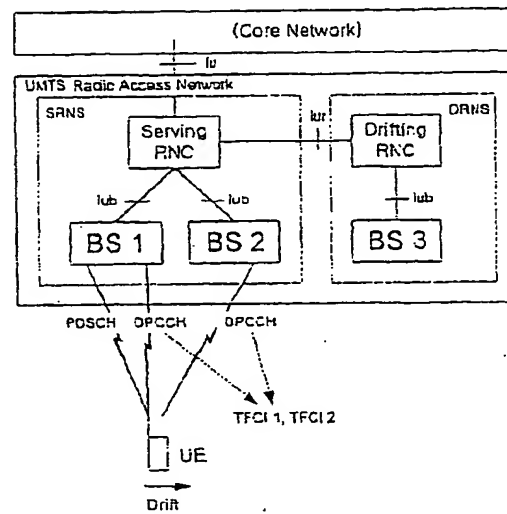 (Core Network)
Iu
UMTS Radio Access Network
SRNS
DRNS
Serving
RNC
Iur
Drifting
RNC
Iub
Iub
Iub
BS 1
BS 2
BS 3
PDSCH
DPCCH
DPCCH
TFCI 1, TFCI 2
UE
Drift